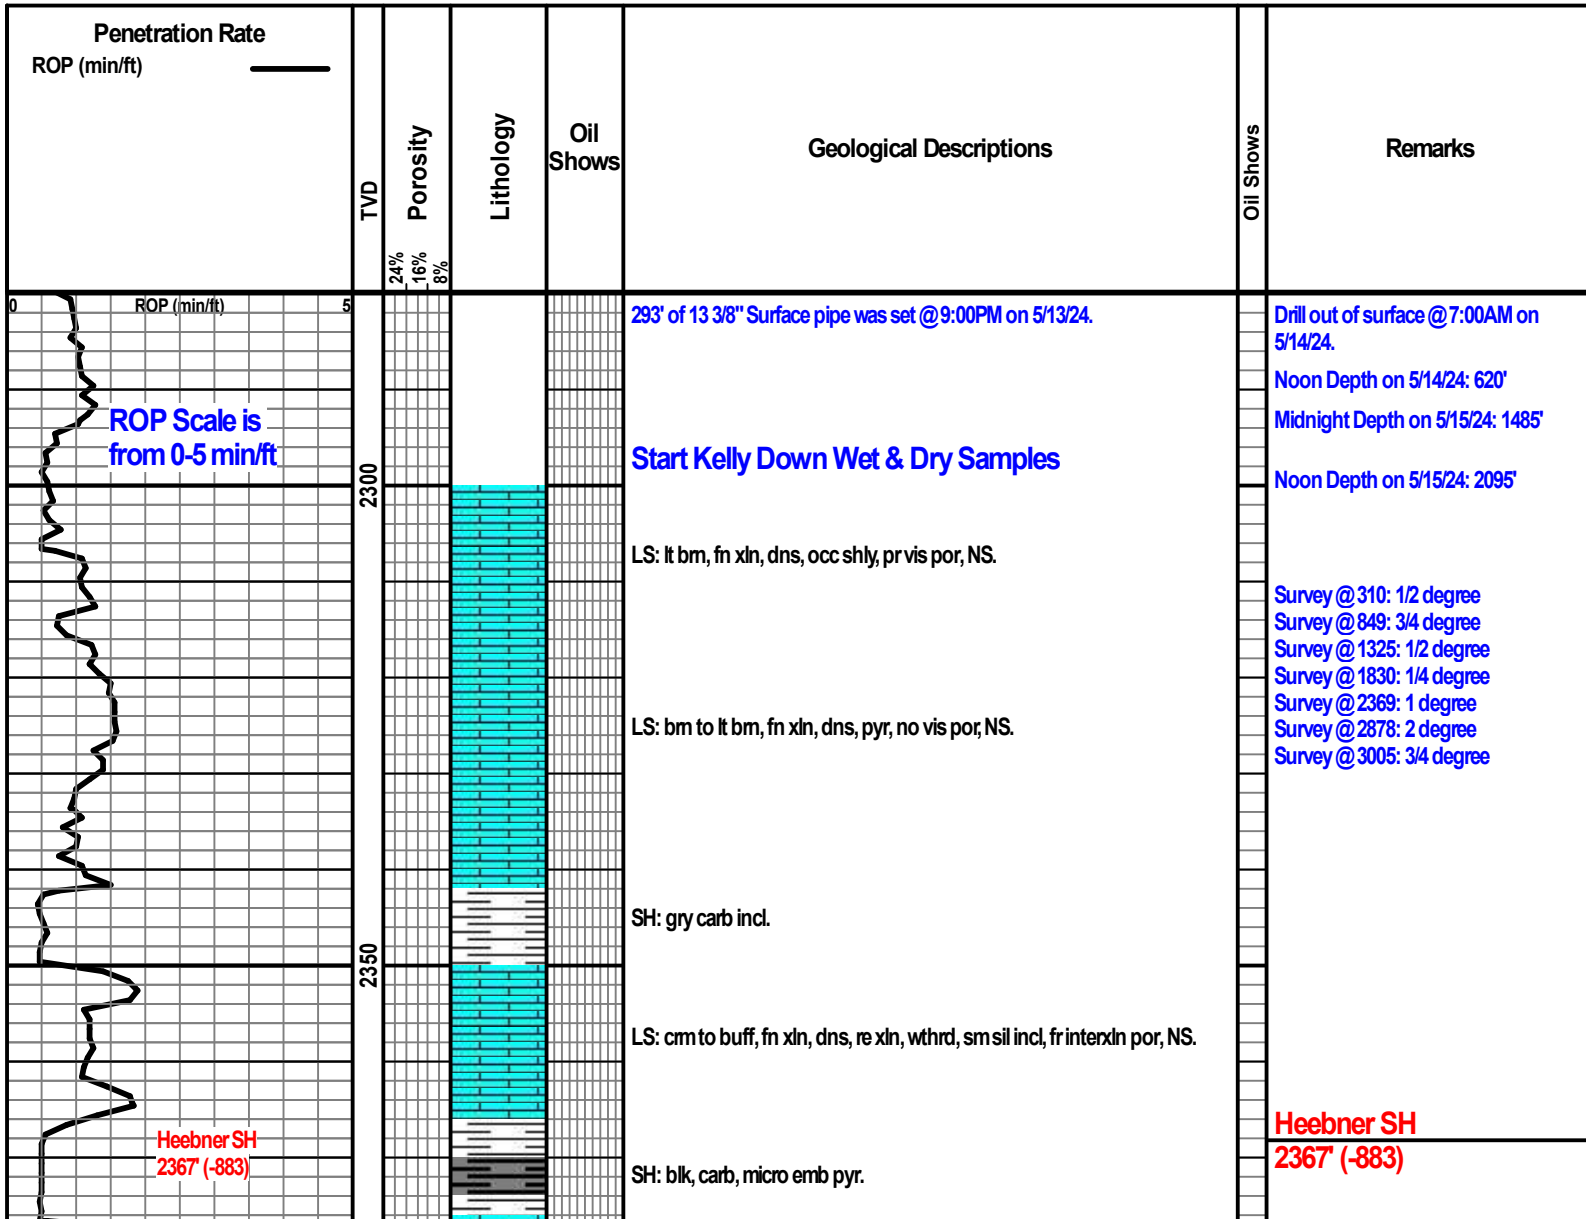 Penetration Rate
ROP (min/ft)
TVD
Porosity
24%
16%
8%
Lithology
Oil
Shows
Geological Descriptions
Oil Shows
Remarks
0 ROP (min/ft) 5
293' of 13 3/8" Surface pipe was set @ 9:00PM on 5/13/24.
Drill out of surface @ 7:00AM on
5/14/24.
Noon Depth on 5/14/24: 620'
ROP Scale is
from 0-5 min/ft
Midnight Depth on 5/15/24: 1485'
Start Kelly Down Wet & Dry Samples
Noon Depth on 5/15/24: 2095'
2300
LS: lt brn, fn xln, dns, occ shly, pr vis por, NS.
Survey @ 310: 1/2 degree
Survey @ 849: 3/4 degree
Survey @ 1325: 1/2 degree
Survey @ 1830: 1/4 degree
Survey @ 2369: 1 degree
Survey @ 2878: 2 degree
Survey @ 3005: 3/4 degree
LS: brn to lt brn, fn xln, dns, pyr, no vis por, NS.
SH: gry carb incl.
2350
LS: crm to buff, fn xln, dns, re xln, wthrd, sm sil incl, fr interxln por, NS.
Heebner SH
2367' (-883)
Heebner SH
2367' (-883)
SH: blk, carb, micro emb pyr.